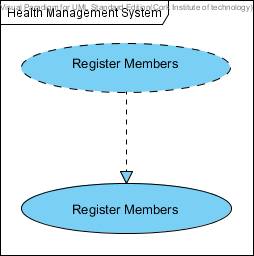 Visual Paradigm for UML Standard Edition(Cork Institute of technology)
Health Management System
Register Members
Register Members